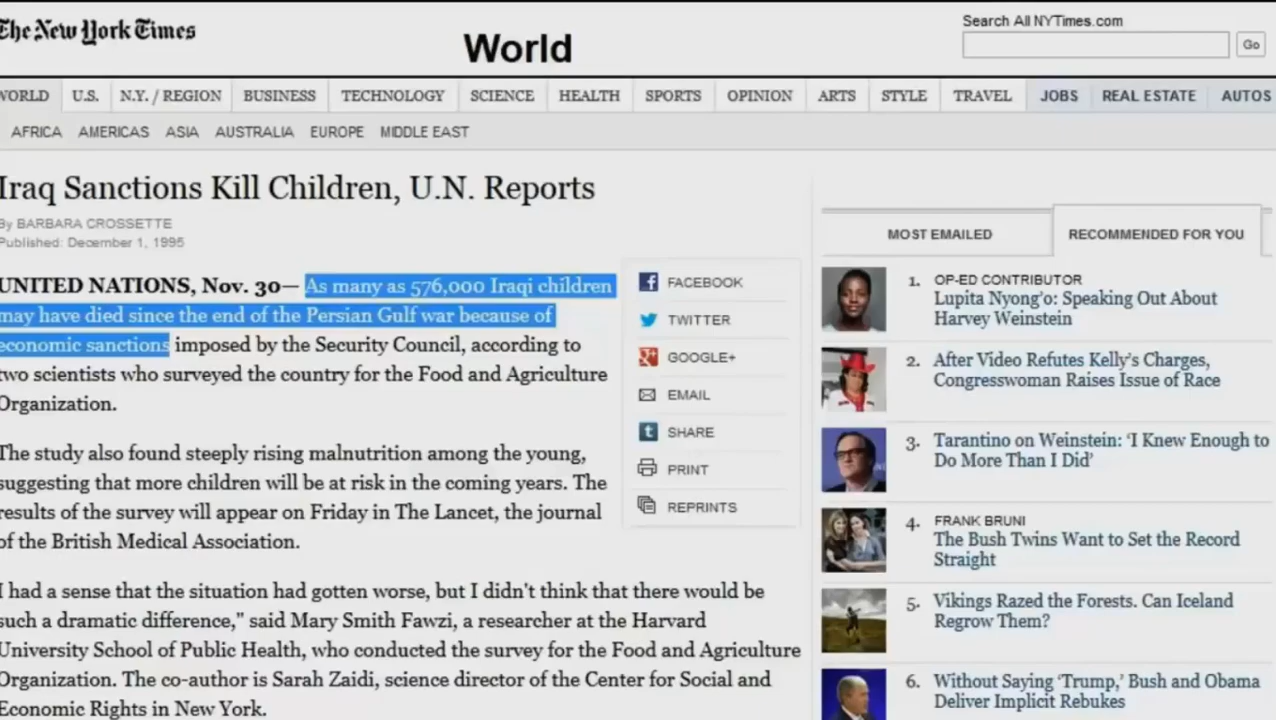 The New York Times
World
Search All NYTimes.com
Go
WORLD U.S. N.Y. / REGION BUSINESS TECHNOLOGY SCIENCE HEALTH SPORTS OPINION ARTS STYLE TRAVEL JOBS REAL ESTATE AUTOS
AFRICA AMERICAS ASIA AUSTRALIA EUROPE MIDDLE EAST
Iraq Sanctions Kill Children, U.N. Reports
By BARBARA CROSSETTE
Published: December 1, 1995
UNITED NATIONS, Nov. 30— As many as 576,000 Iraqi children
may have died since the end of the Persian Gulf war because of
economic sanctions imposed by the Security Council, according to
two scientists who surveyed the country for the Food and Agriculture
Organization.
The study also found steeply rising malnutrition among the young,
suggesting that more children will be at risk in the coming years. The
results of the survey will appear on Friday in The Lancet, the journal
of the British Medical Association.
I had a sense that the situation had gotten worse, but I didn't think that there would be
such a dramatic difference," said Mary Smith Fawzi, a researcher at the Harvard
University School of Public Health, who conducted the survey for the Food and Agriculture
Organization. The co-author is Sarah Zaidi, science director of the Center for Social and
Economic Rights in New York.
FACEBOOK
TWITTER
GOOGLE+
EMAIL
SHARE
PRINT
REPRINTS
MOST EMAILED
RECOMMENDED FOR YOU
1. OP-ED CONTRIBUTOR
Lupita Nyong'o: Speaking Out About
Harvey Weinstein
2. After Video Refutes Kelly's Charges,
Congresswoman Raises Issue of Race
3. Tarantino on Weinstein: 'I Knew Enough to
Do More Than I Did'
4. FRANK BRUNI
The Bush Twins Want to Set the Record
Straight
5. Vikings Razed the Forests. Can Iceland
Regrow Them?
6. Without Saying 'Trump,' Bush and Obama
Deliver Implicit Rebukes